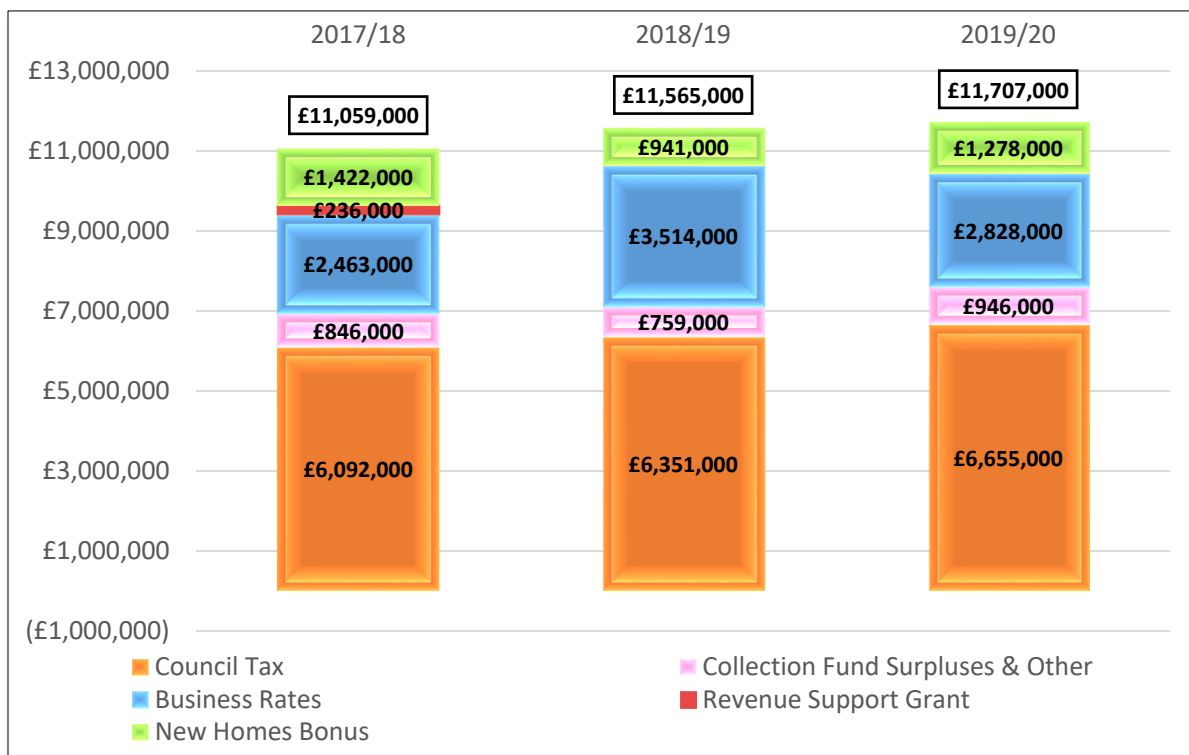 2017/18 2018/19 2019/20
£13,000,000
£11,059,000 £11,565,000 £11,707,000
£11,000,000
£1,422,000 £941,000 £1,278,000
£236,000
£9,000,000
£2,463,000 £3,514,000 £2,828,000
£7,000,000
£846,000 £759,000 £946,000
£5,000,000
£3,000,000
£6,092,000 £6,351,000 £6,655,000
£1,000,000
(£1,000,000)
Council Tax Collection Fund Surpluses & Other
Business Rates Revenue Support Grant
New Homes Bonus